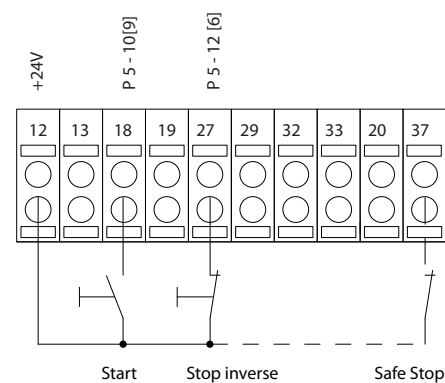 +24V
P 5 - 10[9]
P 5 - 12 [6]
12 13 18 19 27 29 32 33 20 37
Start Stop inverse Safe Stop